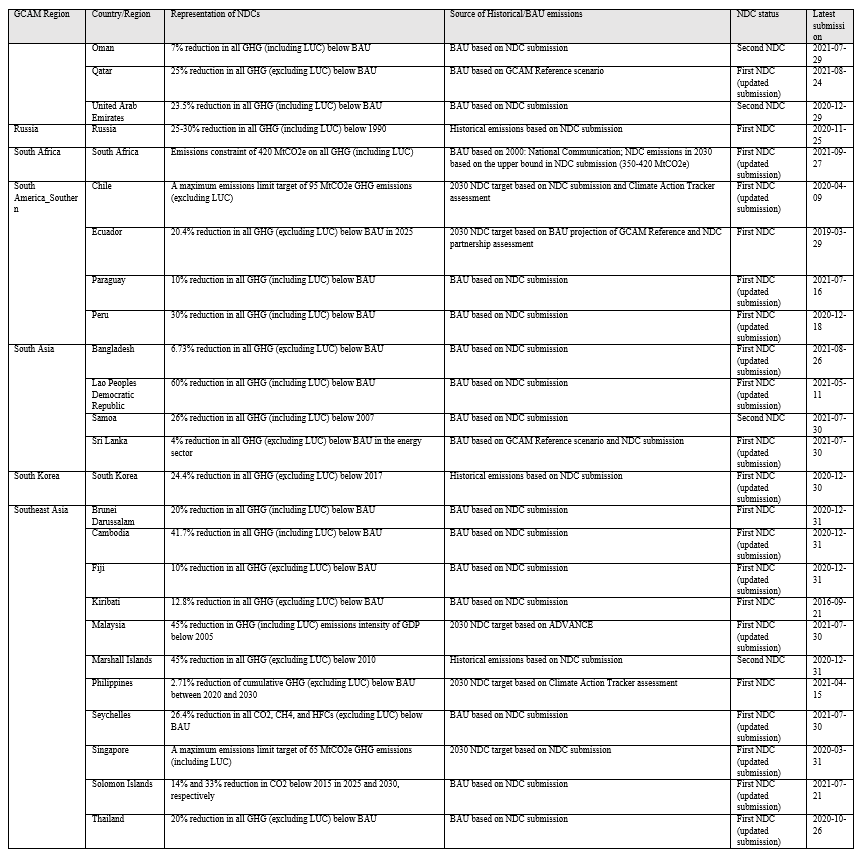 GCAM Region Country/Region Representation of NDCs Source of Historical/BAU emissions NDC status Latest submissi on
Oman 7% reduction in all GHG (including LUC) below BAU BAU based on NDC submission Second NDC 2021-07-29
Qatar 25% reduction in all GHG (excluding LUC) below BAU BAU based on GCAM Reference scenario First NDC (updated submission) 2021-08-24
United Arab Emirates 23.5% reduction in all GHG (including LUC) below BAU BAU based on NDC submission Second NDC 2020-12-29
Russia Russia 25-30% reduction in all GHG (including LUC) below 1990 Historical emissions based on NDC submission First NDC 2020-11-25
South Africa South Africa Emissions constraint of 420 MtCO2e on all GHG (including LUC) BAU based on 2000: National Communication; NDC emissions in 2030 based on the upper bound in NDC submission (350-420 MtCO2e) First NDC (updated submission) 2021-09-27
South America_Souther n Chile A maximum emissions limit target of 95 MtCO2e GHG emissions (excluding LUC) 2030 NDC target based on NDC submission and Climate Action Tracker assessment First NDC (updated submission) 2020-04-09
Ecuador 20.4% reduction in all GHG (excluding LUC) below BAU in 2025 2030 NDC target based on BAU projection of GCAM Reference and NDC partnership assessment First NDC 2019-03-29
Paraguay 10% reduction in all GHG (including LUC) below BAU BAU based on NDC submission First NDC (updated submission) 2021-07-16
Peru 30% reduction in all GHG (including LUC) below BAU BAU based on NDC submission First NDC (updated submission) 2020-12-18
South Asia Bangladesh 6.73% reduction in all GHG (excluding LUC) below BAU BAU based on NDC submission First NDC (updated submission) 2021-08-26
Lao Peoples Democratic Republic 60% reduction in all GHG (including LUC) below BAU BAU based on NDC submission First NDC (updated submission) 2021-05-11
Samoa 26% reduction in all GHG (including LUC) below 2007 BAU based on NDC submission Second NDC 2021-07-30
Sri Lanka 4% reduction in all GHG (excluding LUC) below BAU in the energy sector BAU based on GCAM Reference scenario and NDC submission First NDC (updated submission) 2021-07-30
South Korea South Korea 24.4% reduction in all GHG (excluding LUC) below 2017 Historical emissions based on NDC submission First NDC (updated submission) 2020-12-30
Southeast Asia Brunei Darussalam 20% reduction in all GHG (including LUC) below BAU BAU based on NDC submission First NDC 2020-12-31
Cambodia 41.7% reduction in all GHG (including LUC) below BAU BAU based on NDC submission First NDC (updated submission) 2020-12-31
Fiji 10% reduction in all GHG (excluding LUC) below BAU BAU based on NDC submission First NDC (updated submission) 2020-12-31
Kiribati 12.8% reduction in all GHG (excluding LUC) below BAU BAU based on NDC submission First NDC 2016-09-21
Malaysia 45% reduction in GHG (including LUC) emissions intensity of GDP below 2005 2030 NDC target based on ADVANCE First NDC (updated submission) 2021-07-30
Marshall Islands 45% reduction in all GHG (excluding LUC) below 2010 Historical emissions based on NDC submission Second NDC 2020-12-31
Philippines 2.71% reduction of cumulative GHG (excluding LUC) below BAU between 2020 and 2030 2030 NDC target based on Climate Action Tracker assessment First NDC 2021-04-15
Seychelles 26.4% reduction in all CO2, CH4, and HFCs (excluding LUC) below BAU BAU based on NDC submission First NDC (updated submission) 2021-07-30
Singapore A maximum emissions limit target of 65 MtCO2e GHG emissions (including LUC) 2030 NDC target based on NDC submission First NDC (updated submission) 2020-03-31
Solomon Islands 14% and 33% reduction in CO2 below 2015 in 2025 and 2030, respectively BAU based on NDC submission First NDC (updated submission) 2021-07-21
Thailand 20% reduction in all GHG (excluding LUC) below BAU BAU based on NDC submission First NDC (updated submission) 2020-10-26